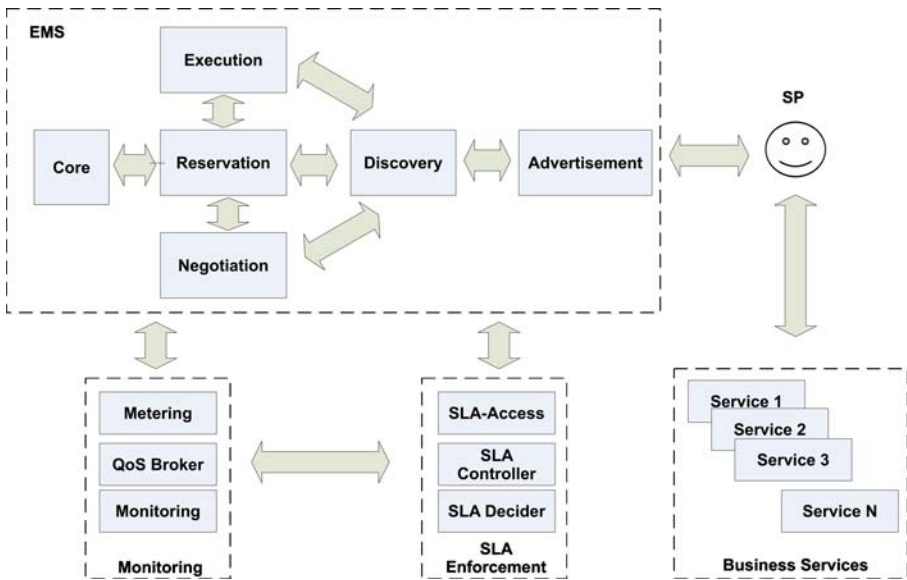 EMS
Execution
SP
Core
Reservation
Discovery
Advertisement
Negotiation
Metering
QoS Broker
Monitoring
Monitoring
SLA-Access
SLA
Controller
SLA Decider
SLA
Enforcement
Service 1
Service 2
Service 3
Service N
Business Services